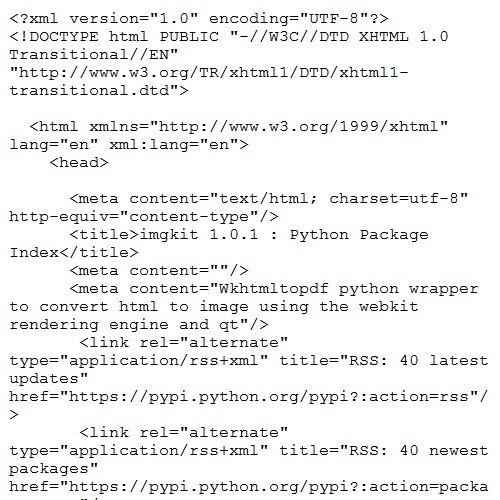 <?xml version="1.0" encoding="UTF-8"?>
<!DOCTYPE html PUBLIC "-//W3C//DTD XHTML 1.0
Transitional//EN"
"http://www.w3.org/TR/xhtml1/DTD/xhtml1-
transitional.dtd">
<html xmlns="http://www.w3.org/1999/xhtml"
lang="en" xml:lang="en">
<head>
<meta content="text/html; charset=utf-8"
http-equiv="content-type"/>
<title>imgkit 1.0.1 : Python Package
Index</title>
<meta content=""/>
<meta content="Wkhtmltopdf python wrapper
to convert html to image using the webkit
rendering engine and qt"/>
<link rel="alternate"
type="application/rss+xml" title="RSS: 40 latest
updates"
href="https://pypi.python.org/pypi?:action=rss"/
>
<link rel="alternate"
type="application/rss+xml" title="RSS: 40 newest
packages"
href="https://pypi.python.org/pypi?:action=packa